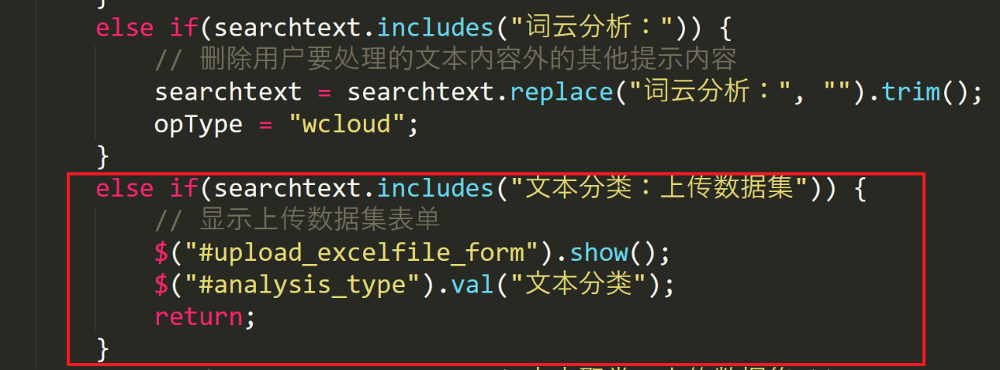 }
else if(searchtext.includes("词云分析：")) {
// 删除用户要处理的文本内容外的其他提示内容
searchtext = searchtext.replace("词云分析：", "").trim();
opType = "wcloud";
}
else if(searchtext.includes("文本分类：上传数据集")) {
// 显示上传数据集表单
$("#upload_excelfile_form").show();
$("#analysis_type").val("文本分类");
return;
}